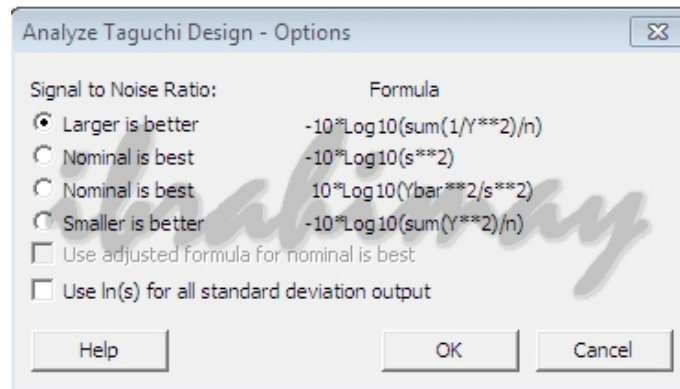 Analyze Taguchi Design - Options
Signal to Noise Ratio: Formula
Larger is better -10*Log10(sum(1/Y**2)/n)
Nominal is best -10*Log10(s**2)
Nominal is best 10*Log10(Ybar**2/s**2)
Smaller is better -10*Log10(sum(Y**2)/n)
Use adjusted formula for nominal is best
Use ln(s) for all standard deviation output
Help OK Cancel